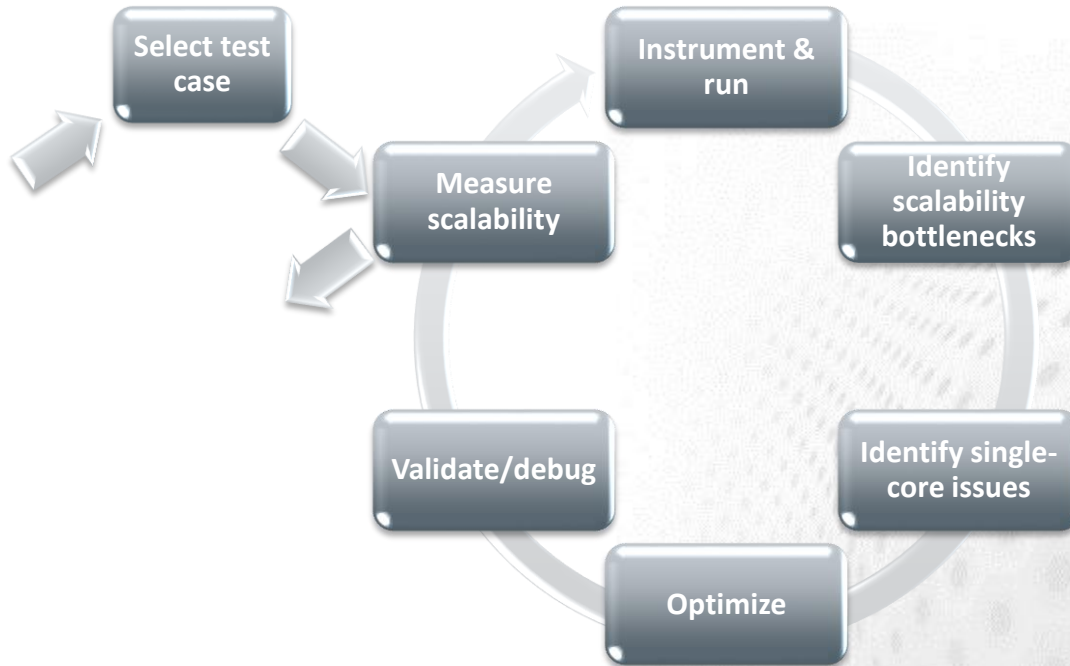 Select test
case
Instrument &
run
Measure
scalability
Identify
scalability
bottlenecks
Validate/debug
Identify single-
core issues
Optimize